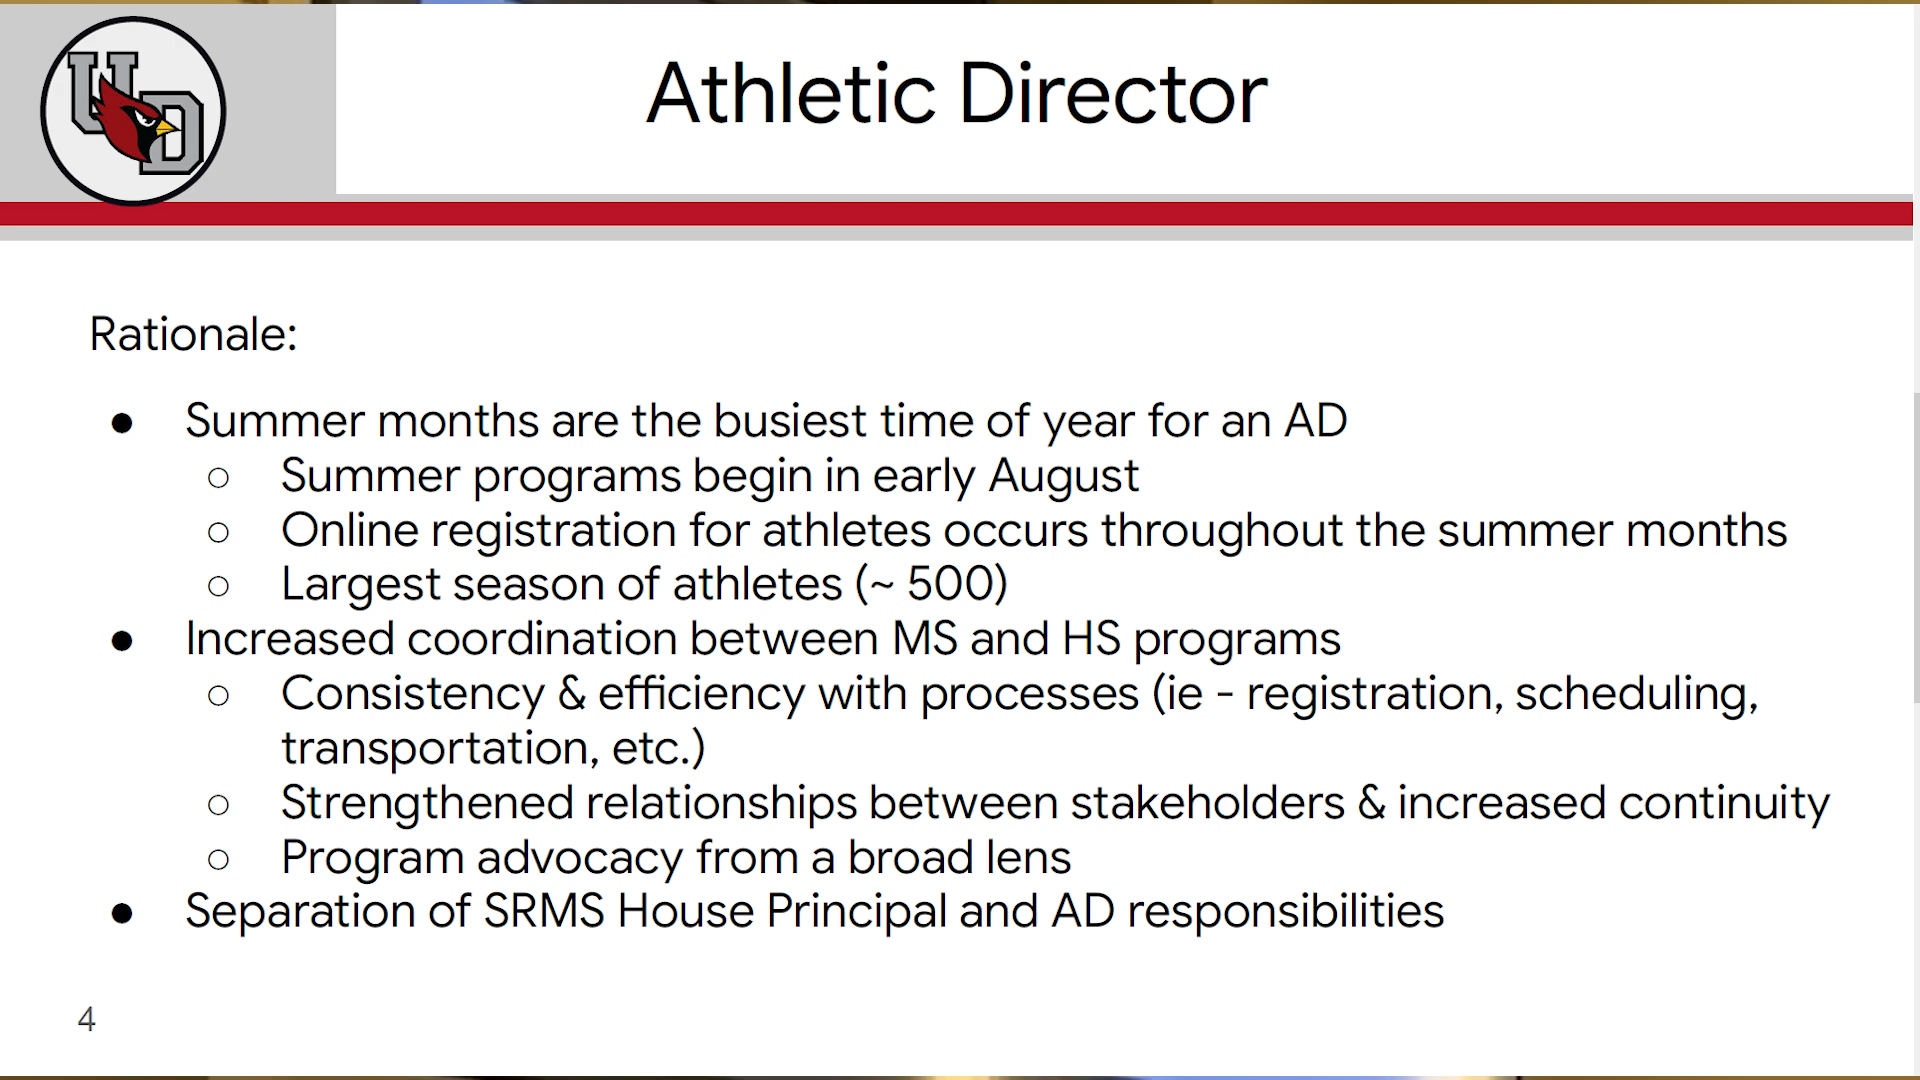 UD
Athletic Director
Rationale:
● Summer months are the busiest time of year for an AD
○ Summer programs begin in early August
○ Online registration for athletes occurs throughout the summer months
○ Largest season of athletes (~ 500)
● Increased coordination between MS and HS programs
○ Consistency & efficiency with processes (ie - registration, scheduling,
transportation, etc.)
○ Strengthened relationships between stakeholders & increased continuity
○ Program advocacy from a broad lens
● Separation of SRMS House Principal and AD responsibilities
4